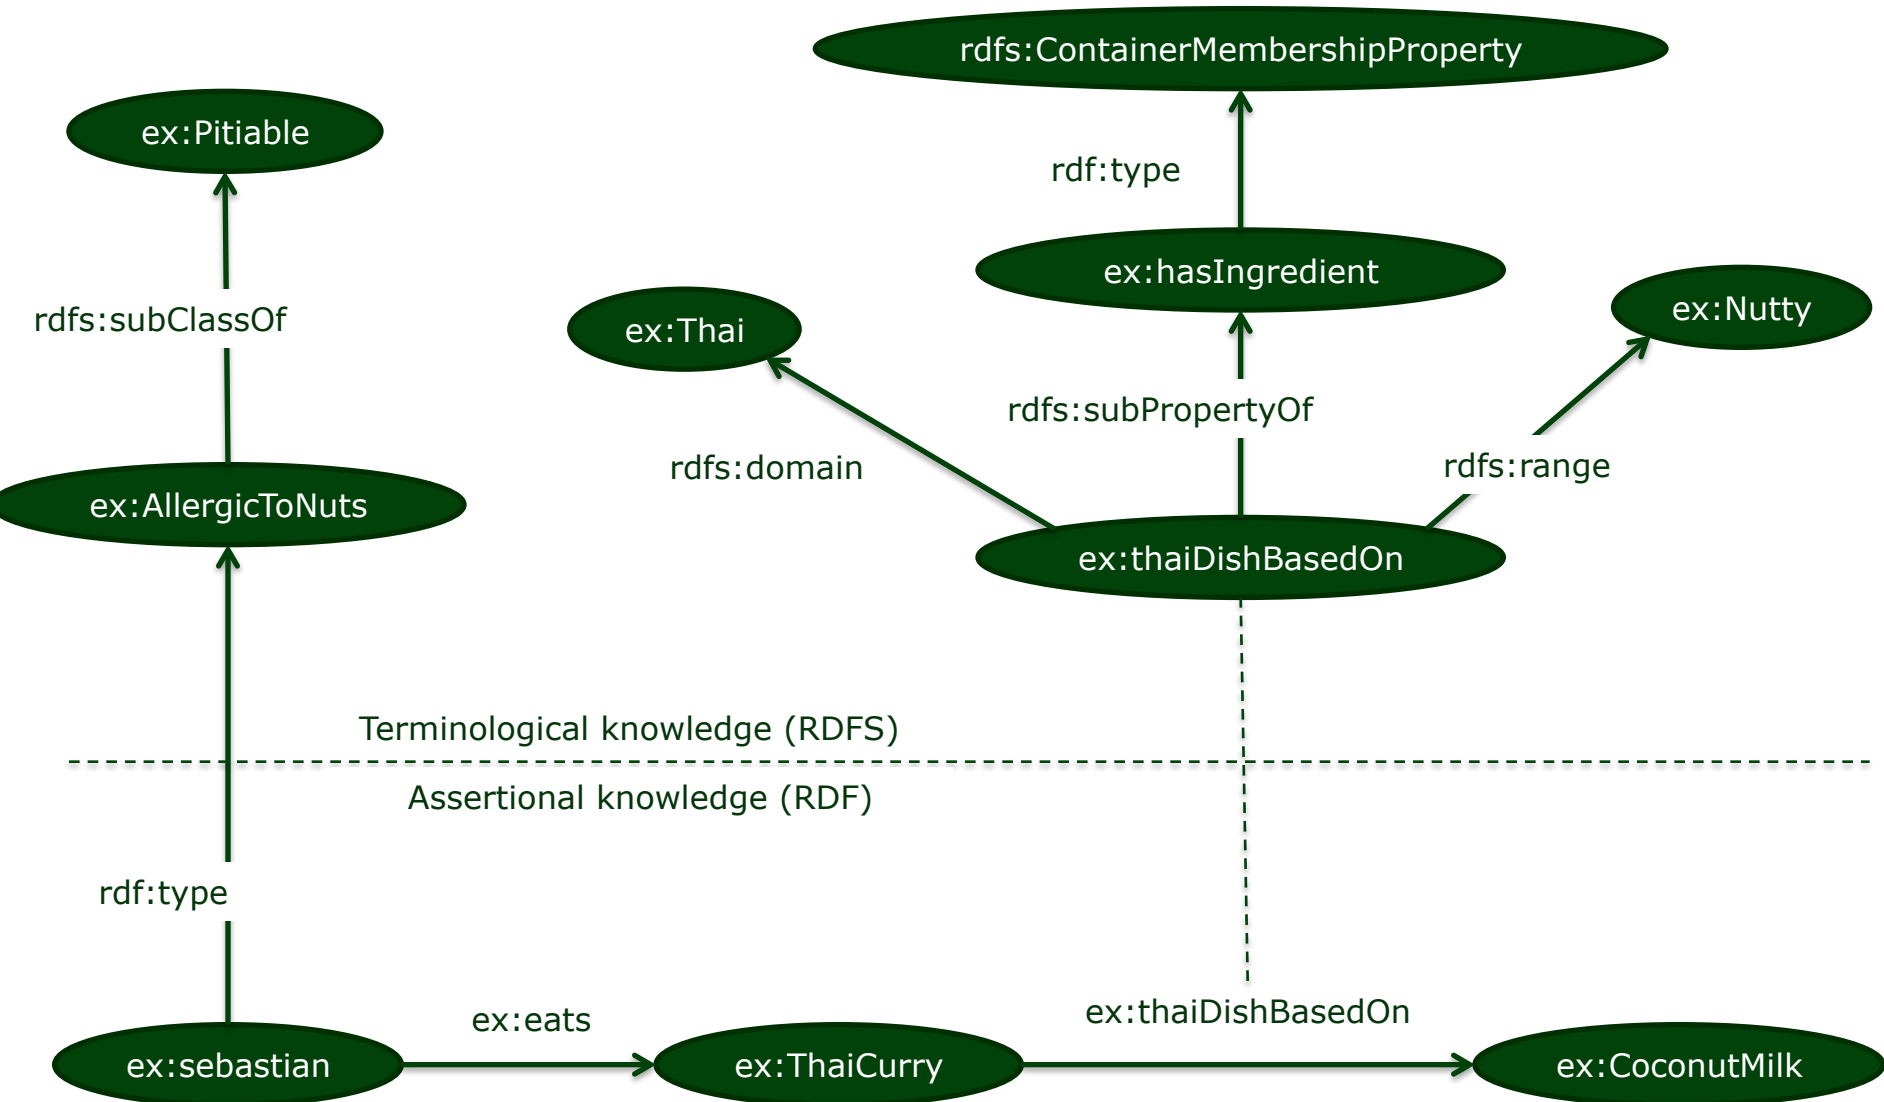 rdfs:ContainerMembershipProperty
ex:Pitiable
rdf:type
ex:hasIngredient
rdfs:subClassOf
ex:Thai
ex:Nutty
rdfs:subPropertyOf
rdfs:domain
rdfs:range
ex:AllergicToNuts
ex:thaiDishBasedOn
Terminological knowledge (RDFS)
Assertional knowledge (RDF)
rdf:type
ex:eats
ex:thaiDishBasedOn
ex:sebastian
ex:ThaiCurry
ex:CoconutMilk